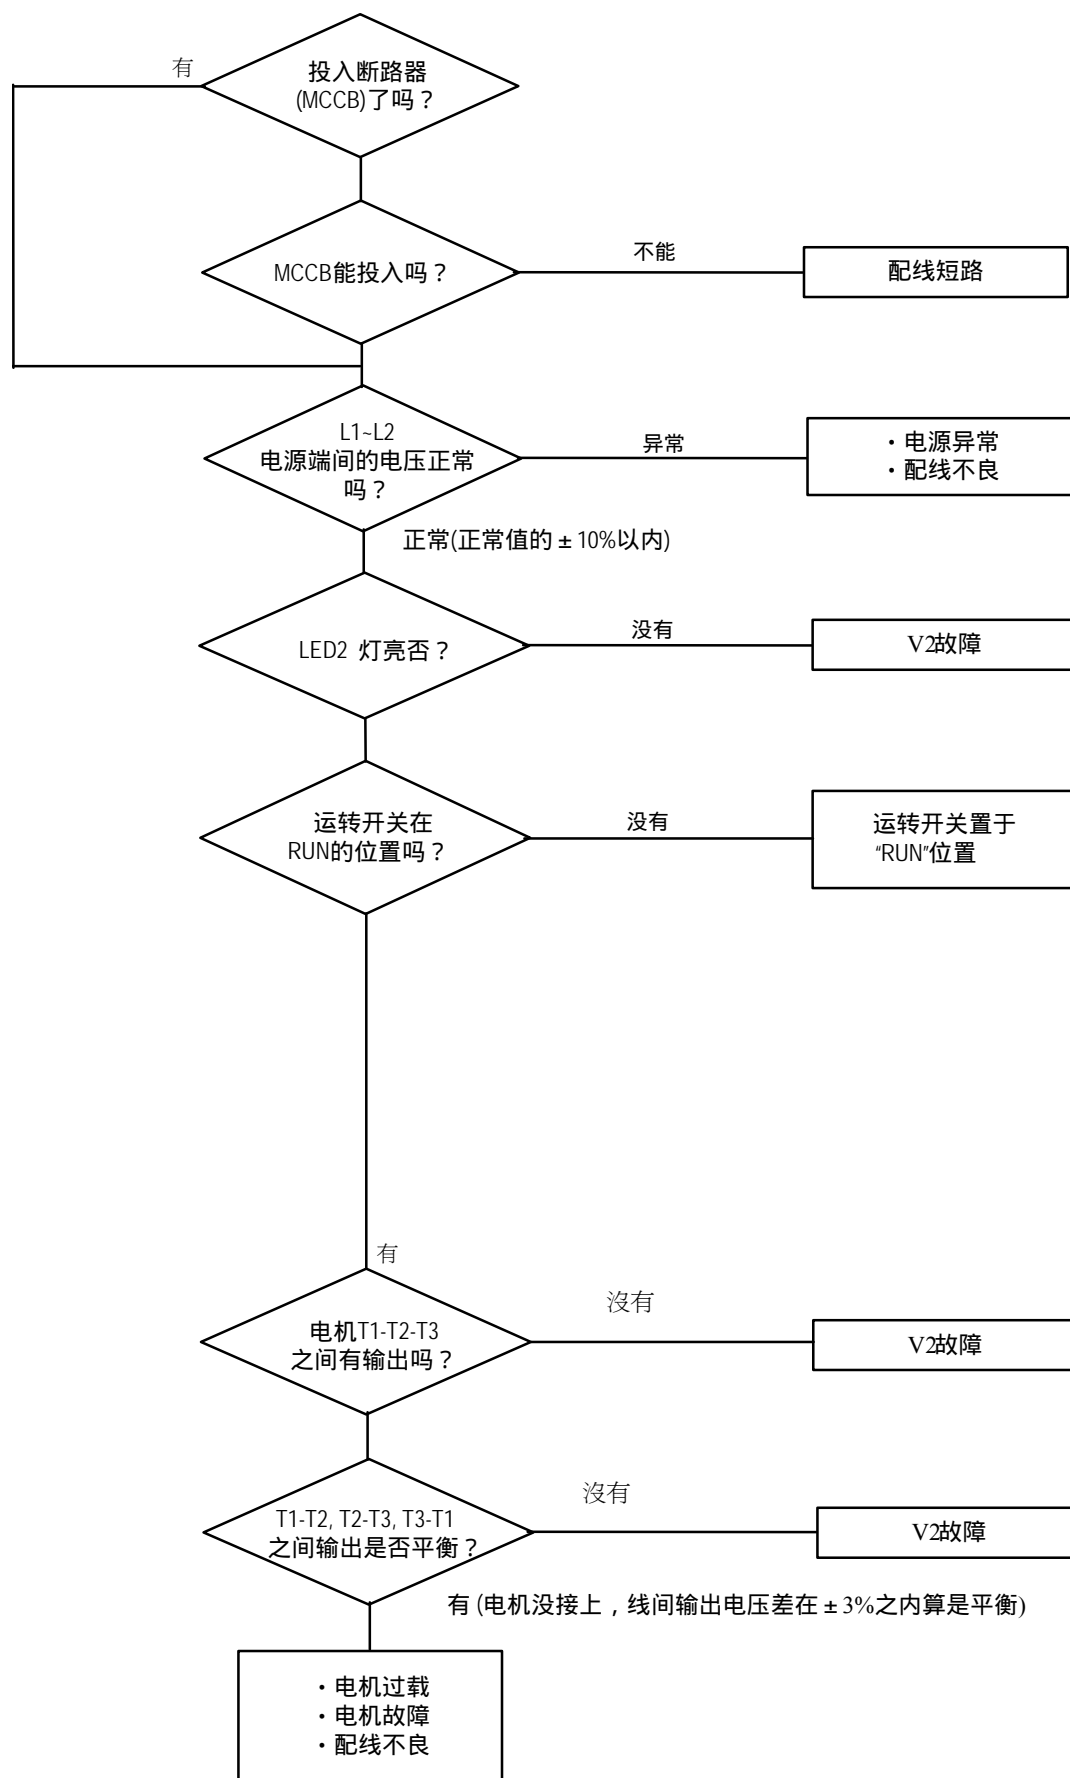 有
投入断路器
(MCCB)了吗？
MCCB能投入吗？
不能
配线短路
L1~L2
电源端间的电压正常
吗？
异常
・电源异常
・配线不良
正常(正常值的±10%以内)
LED2 灯亮否？
没有
V2故障
运转开关在
RUN的位置吗？
没有
运转开关置于
“RUN”位置
有
电机T1-T2-T3
之间有输出吗？
沒有
V2故障
T1-T2, T2-T3, T3-T1
之间输出是否平衡？
沒有
V2故障
有 (电机没接上，线间输出电压差在±3%之内算是平衡)
・电机过载
・电机故障
・配线不良